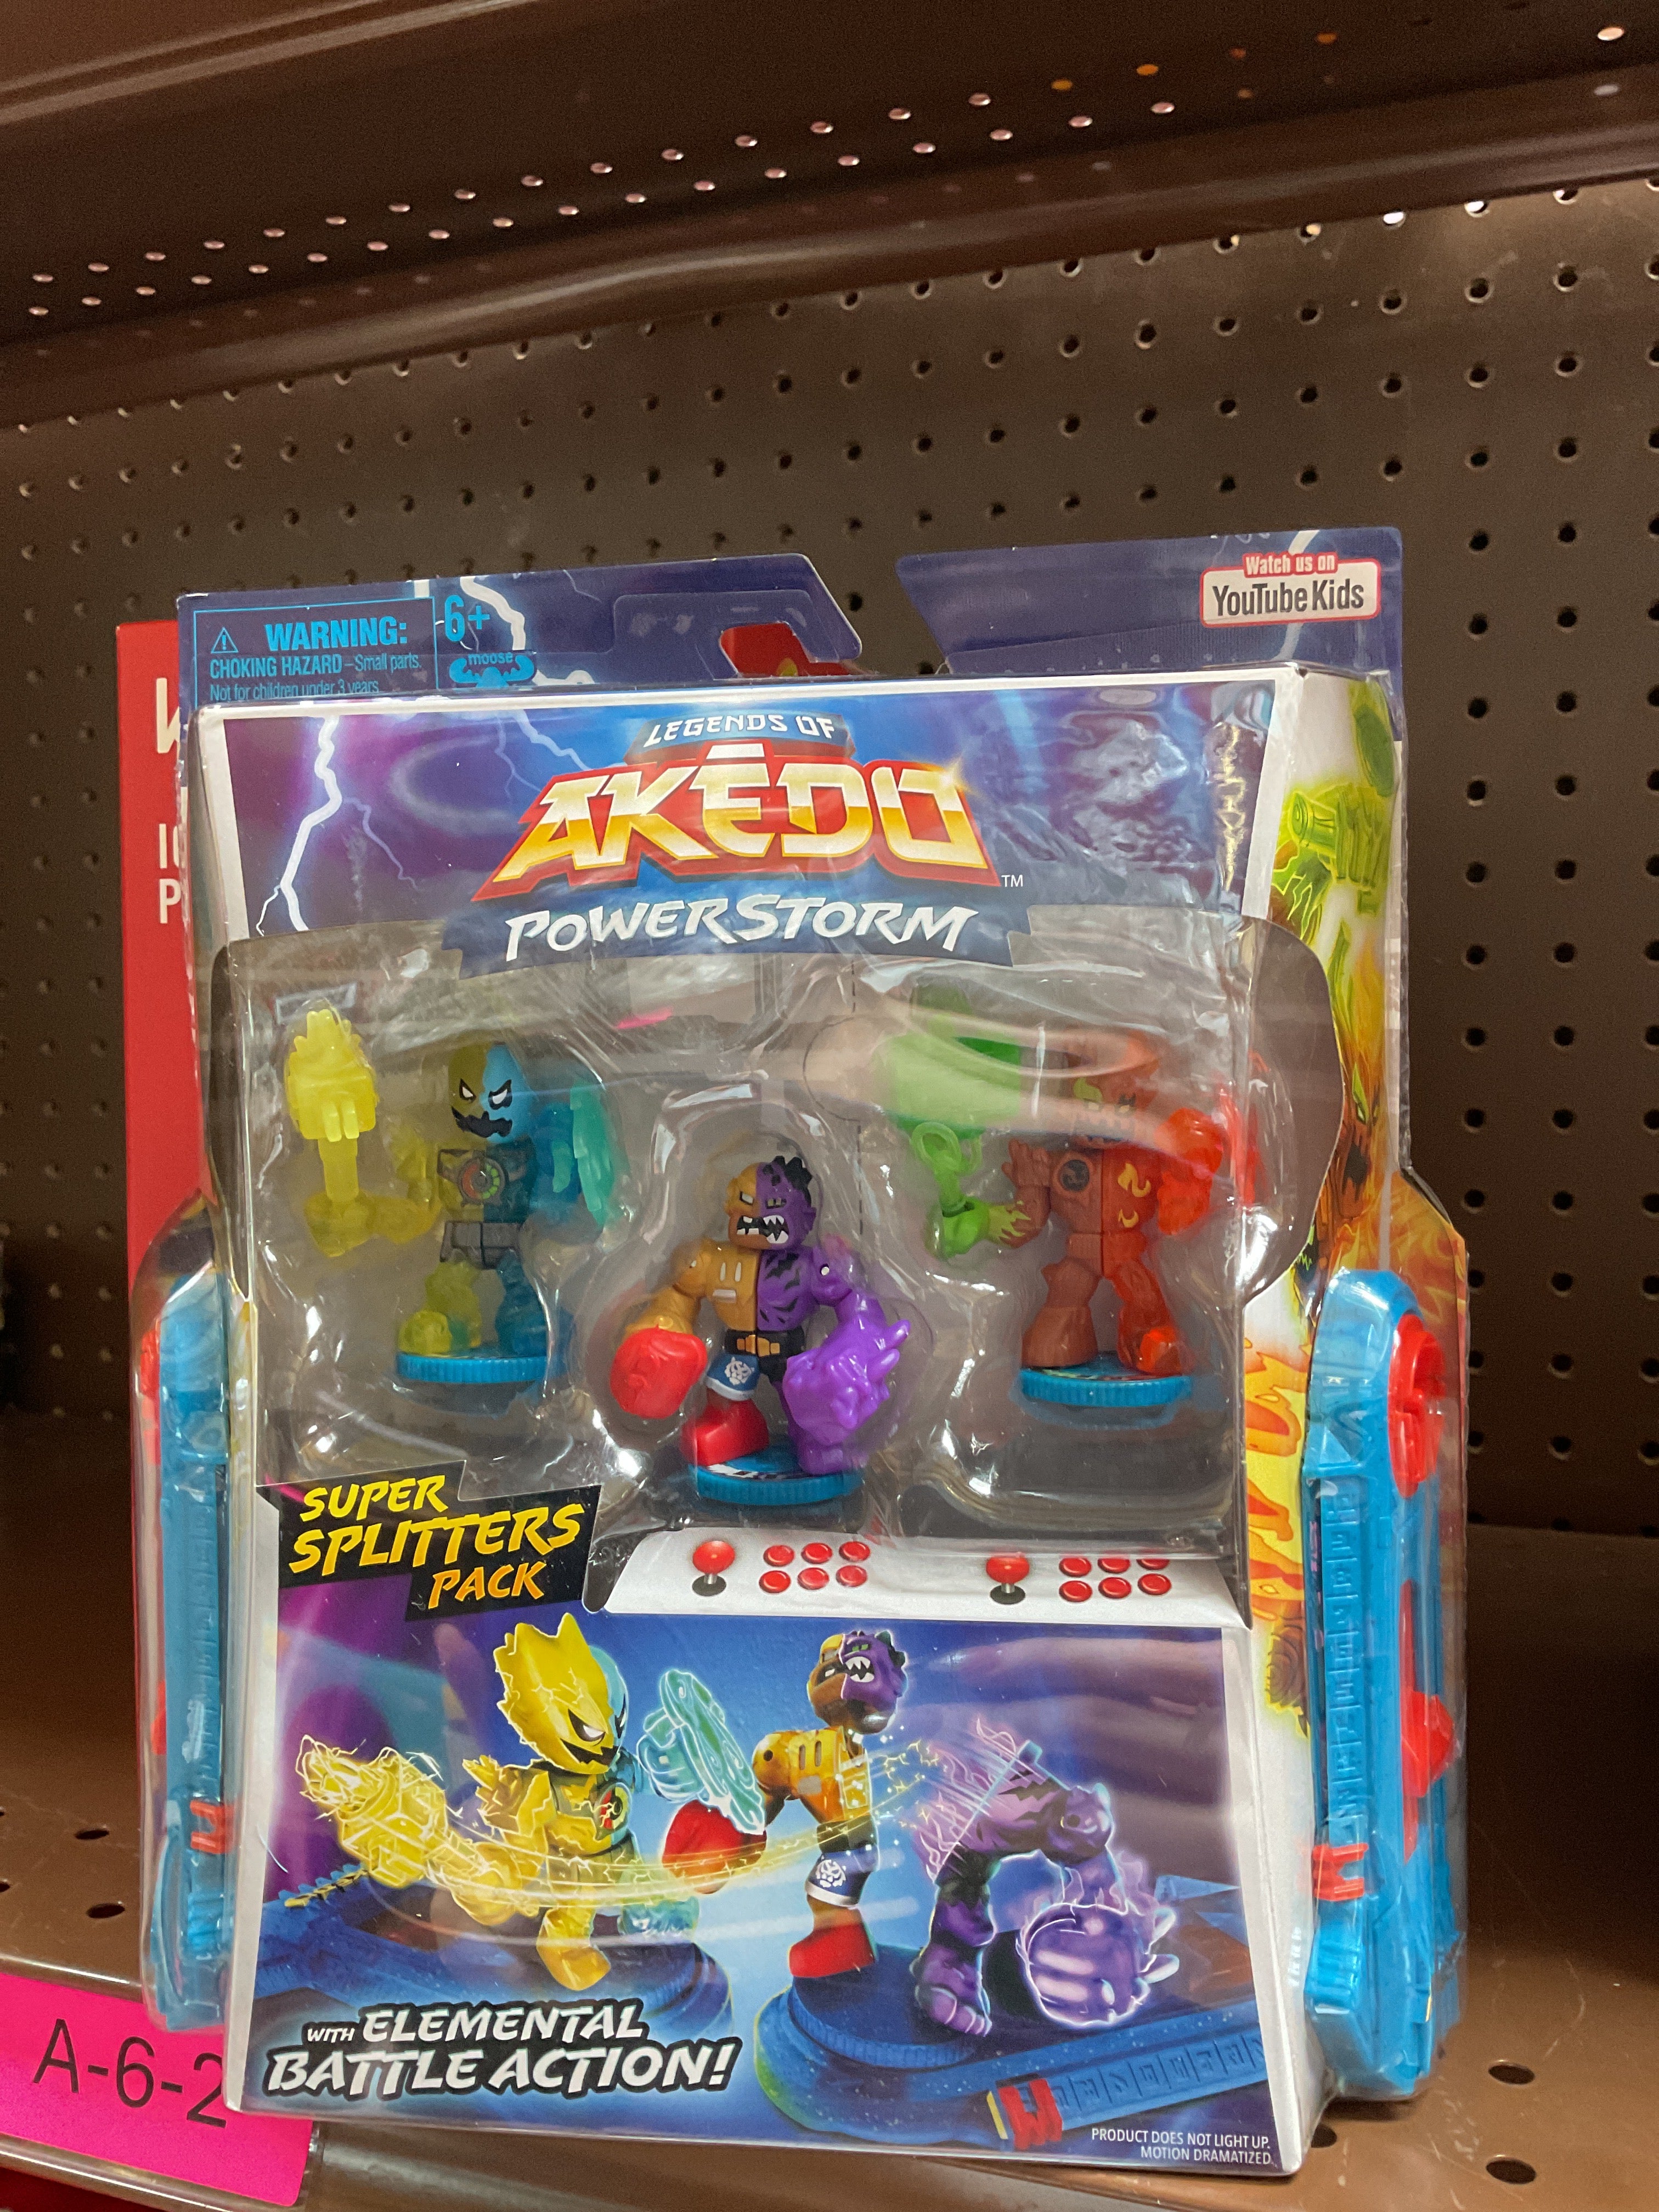 Watch us on
YouTube Kids
WARNING:
CHOKING HAZARD – Small parts.
Not for children under 3 years
6+
moose
LEGENDS OF
AKEDO
TM
POWERSTORM
SUPER
SPLITTERS
PACK
WITH ELEMENTAL
BATTLE ACTION!
PRODUCT DOES NOT LIGHT UP.
MOTION DRAMATIZED
A-6-2